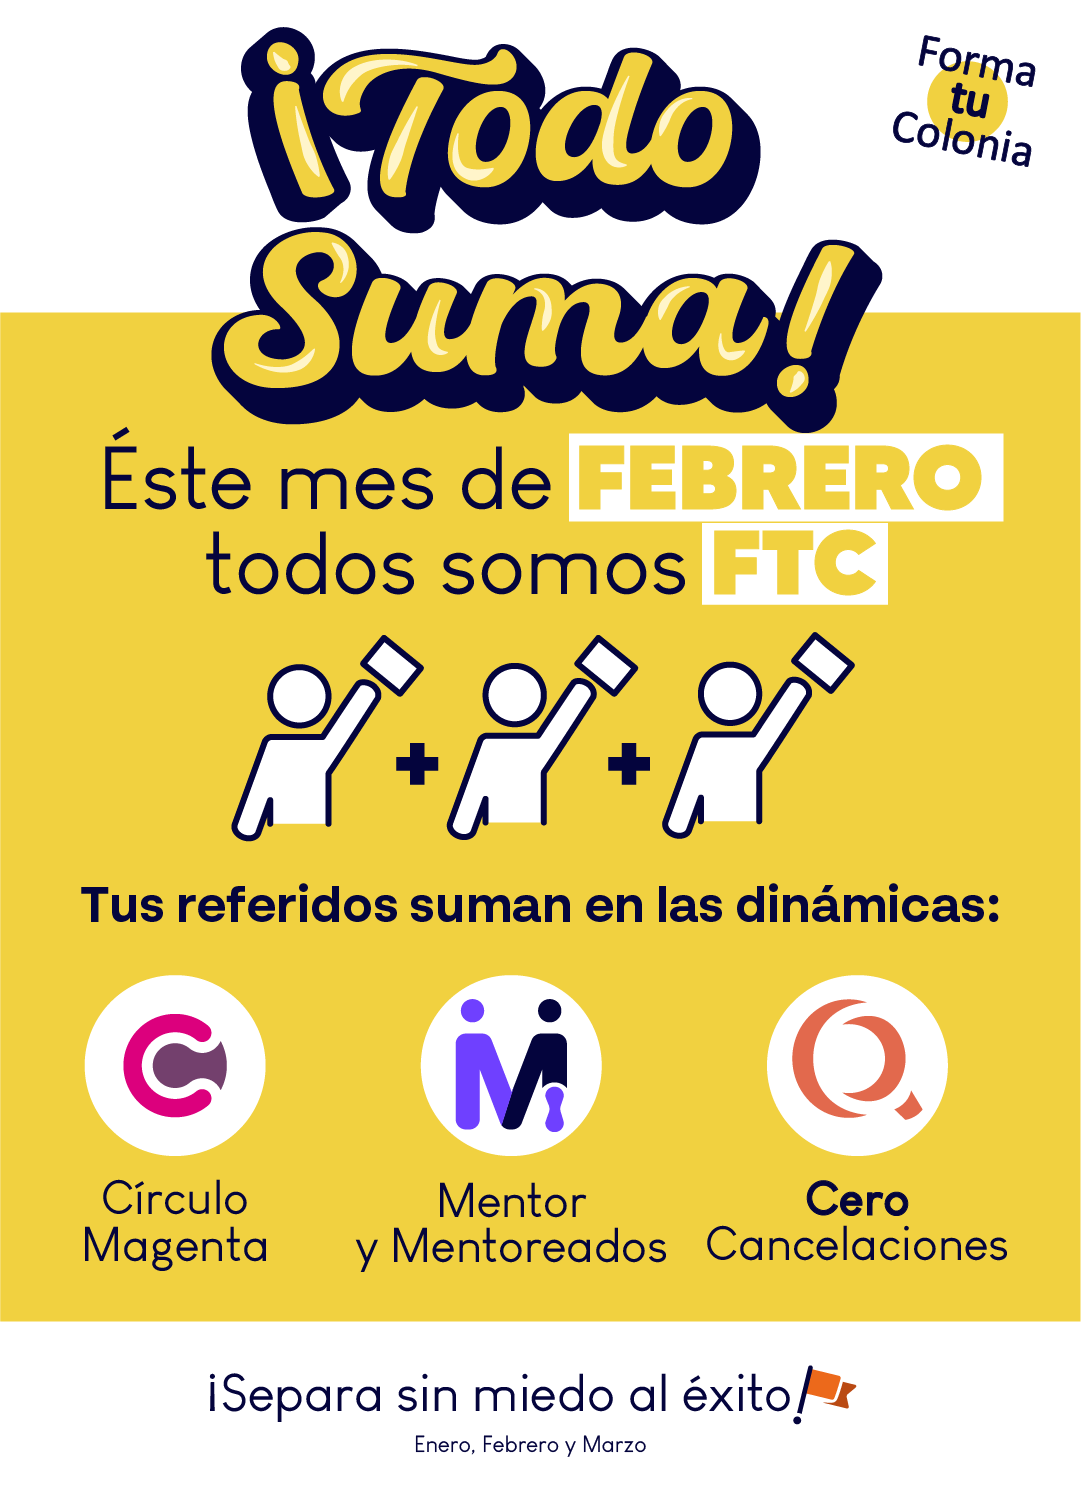 ¡Todo
Suma!
Forma
tu
Colonia
Éste mes de FEBRERO
todos somos FTC
+ +
Tus referidos suman en las dinámicas:
Círculo
Magenta
Mentor
y Mentoreados
Cero
Cancelaciones
¡Separa sin miedo al éxito!
Enero, Febrero y Marzo